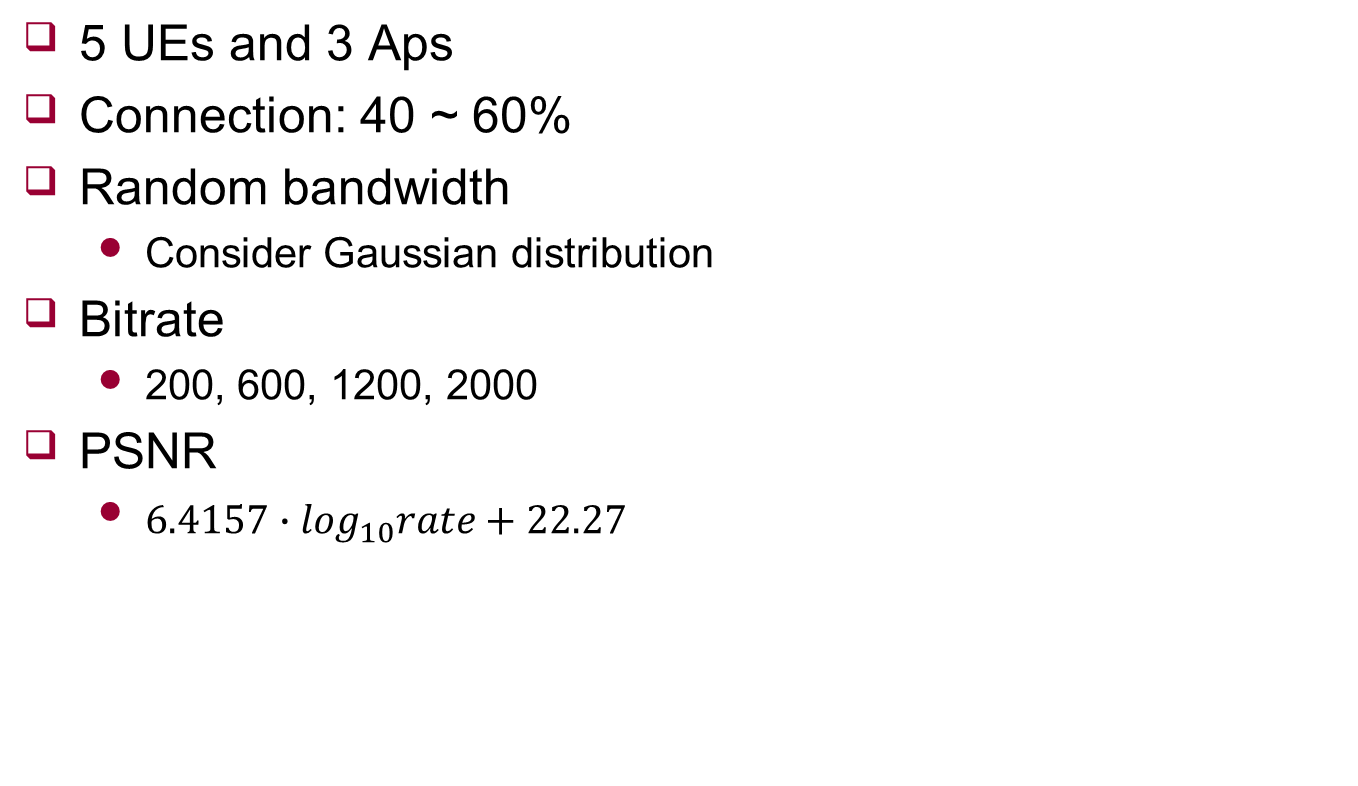 5 UEs and 3 Aps
Connection: 40 ~ 60%
Random bandwidth
Consider Gaussian distribution
Bitrate
200, 600, 1200, 2000
PSNR
6.4157 · log₁₀rate + 22.27